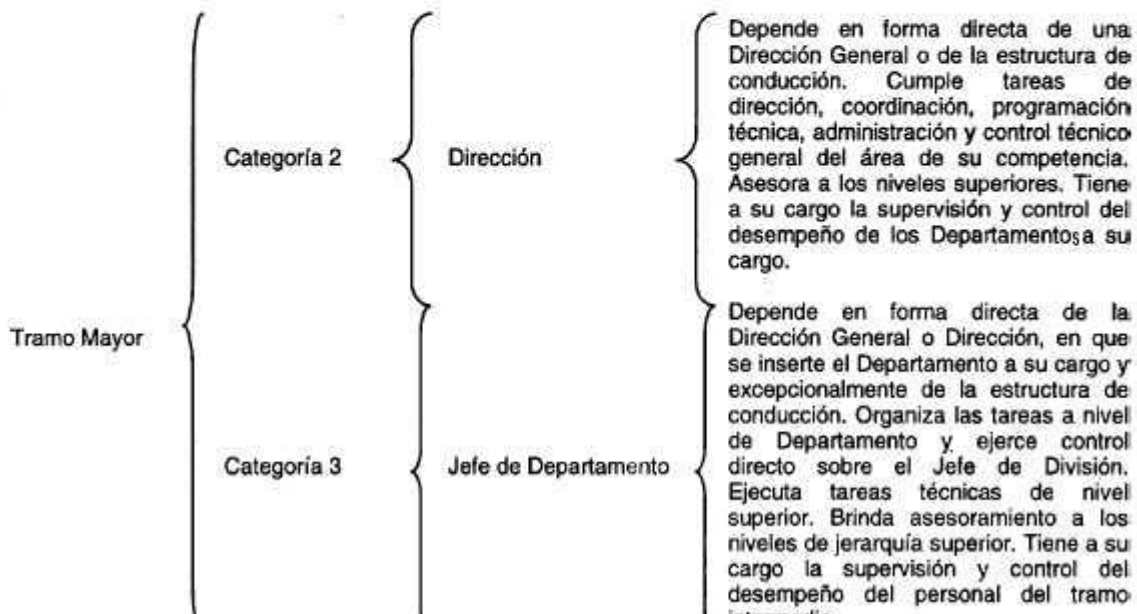 Depende en forma directa de una
Dirección General o de la estructura de
conducción. Cumple tareas de
dirección, coordinación, programación
técnica, administración y control técnico
Categoría 2 Dirección general del área de su competencia.
Asesora a los niveles superiores. Tiene
a su cargo la supervisión y control del
desempeño de los Departamentos a su
cargo.
Depende en forma directa de la
Tramo Mayor Dirección General o Dirección, en que
se inserte el Departamento a su cargo y
excepcionalmente de la estructura de
conducción. Organiza las tareas a nivel
de Departamento y ejerce control
Categoría 3 Jefe de Departamento directo sobre el Jefe de División.
Ejecuta tareas técnicas de nivel
superior. Brinda asesoramiento a los
niveles de jerarquía superior. Tiene a su
cargo la supervisión y control del
desempeño del personal del tramo